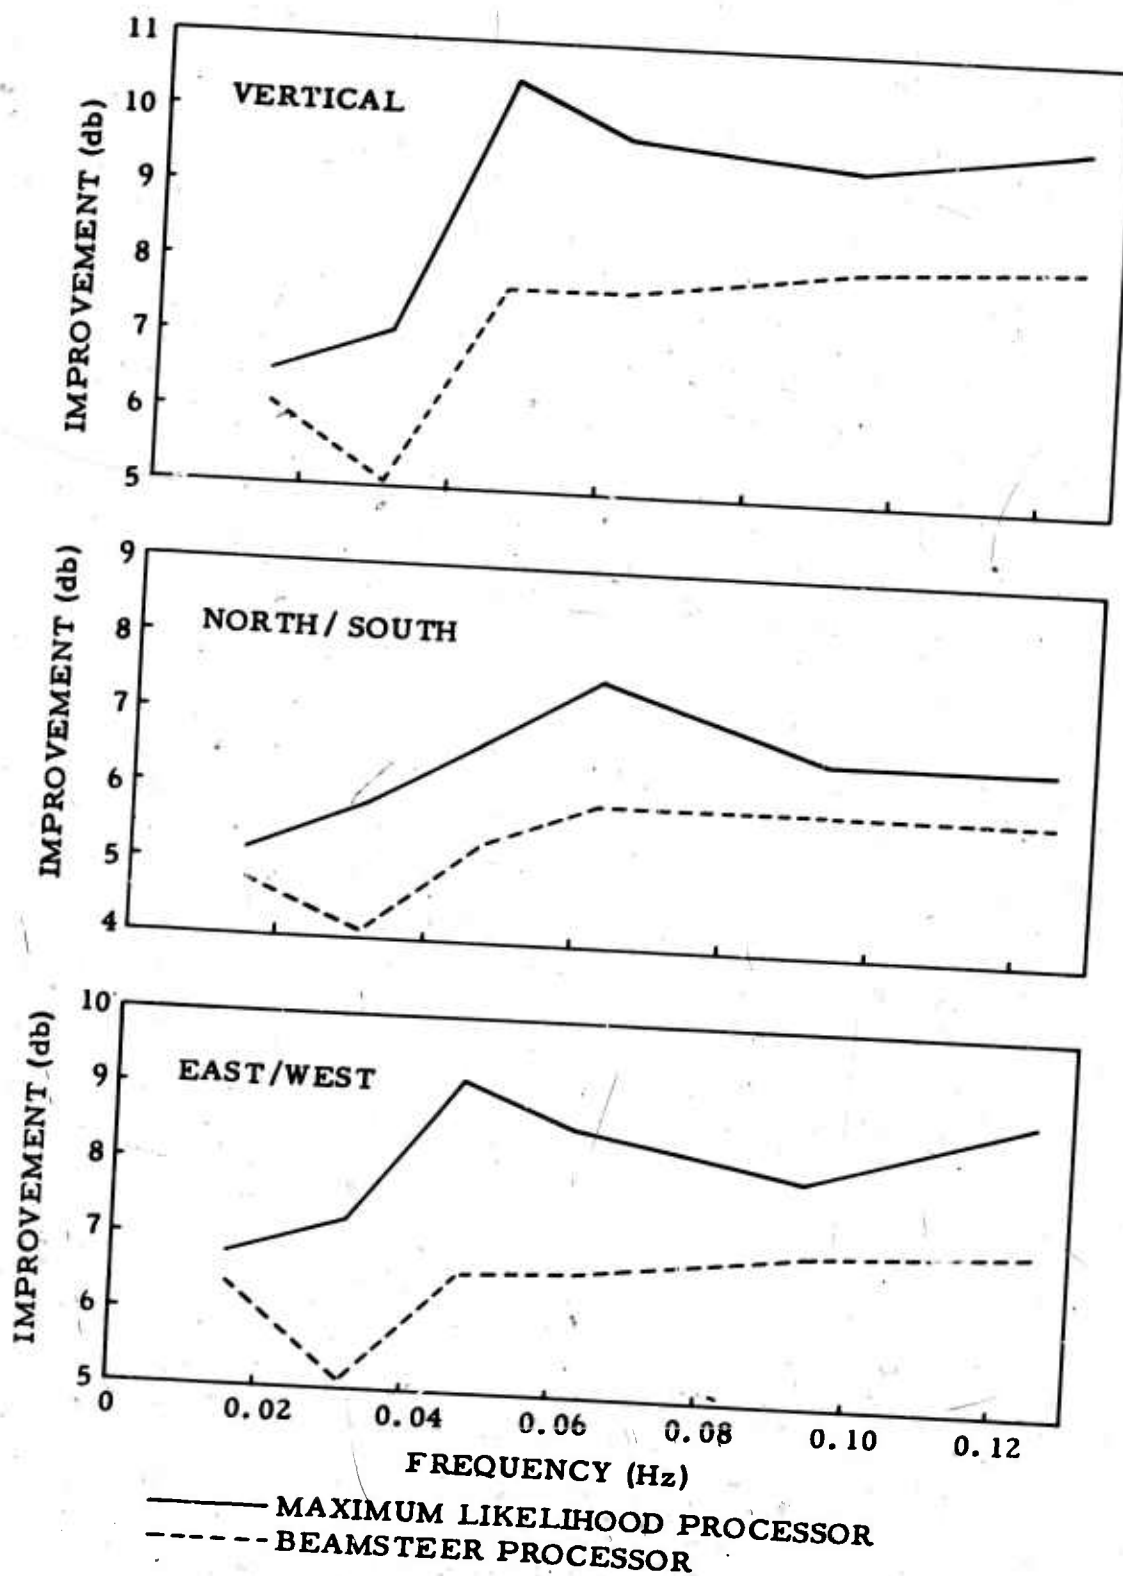 VERTICAL
IMPROVEMENT (db)
11
10
9
8
7
6
5
NORTH/ SOUTH
IMPROVEMENT (db)
9
8
7
6
5
4
EAST/WEST
IMPROVEMENT (db)
10
9
8
7
6
5
0 0.02 0.04 0.06 0.08 0.10 0.12
FREQUENCY (Hz)
MAXIMUM LIKELIHOOD PROCESSOR
BEAMSTEER PROCESSOR